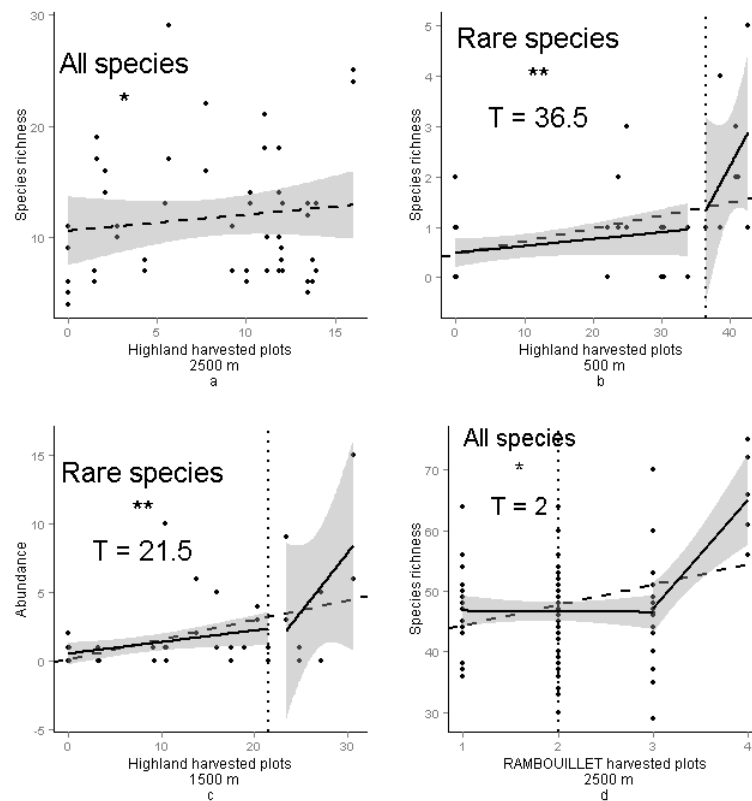 All species
*
Species richness
30
20
10
0
5
10
15
Highland harvested plots
2500 m
a
Rare species
**
T = 36.5
Species richness
5
4
3
2
1
0
0
10
20
30
40
Highland harvested plots
500 m
b
Rare species
**
T = 21.5
Abundance
15
10
5
0
-5
0
10
20
30
Highland harvested plots
1500 m
c
All species
*
T = 2
Species richness
70
60
50
40
30
1
2
3
4
RAMBOUILLET harvested plots
2500 m
d